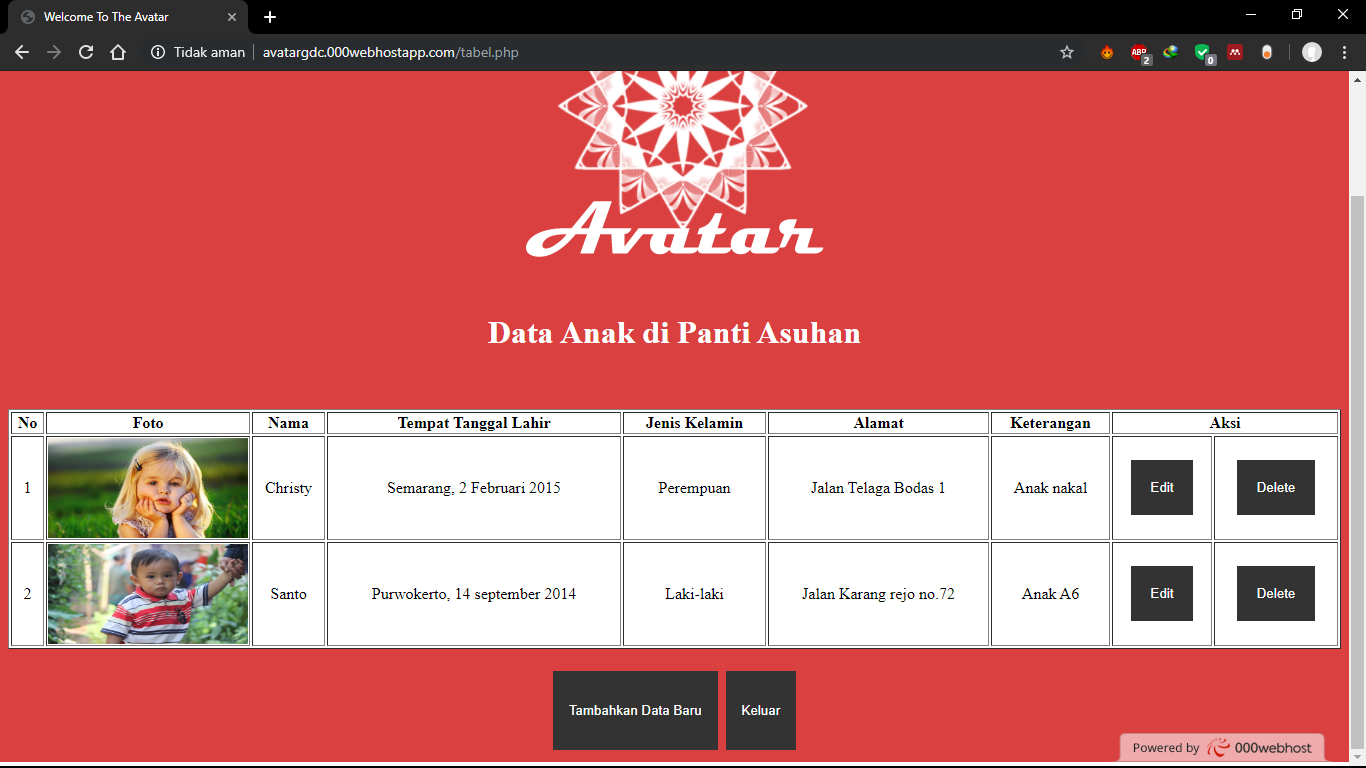 Welcome To The Avatar
Tidak aman avatargdc.000webhostapp.com/tabel.php
ABP 2 0
Avatar
Data Anak di Panti Asuhan
No Foto Nama Tempat Tanggal Lahir Jenis Kelamin Alamat Keterangan Aksi
1 Christy Semarang, 2 Februari 2015 Perempuan Jalan Telaga Bodas 1 Anak nakal Edit Delete
2 Santo Purwokerto, 14 september 2014 Laki-laki Jalan Karang rejo no.72 Anak A6 Edit Delete
Tambahkan Data Baru Keluar
Powered by 000webhost